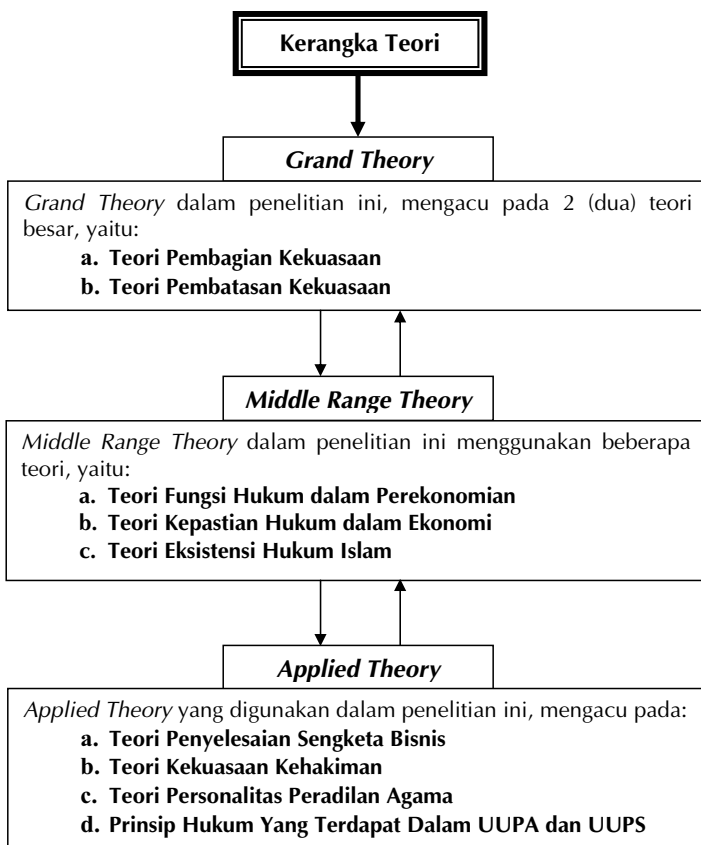 Kerangka Teori
Grand Theory
Grand Theory dalam penelitian ini, mengacu pada 2 (dua) teori
besar, yaitu:
a. Teori Pembagian Kekuasaan
b. Teori Pembatasan Kekuasaan
Middle Range Theory
Middle Range Theory dalam penelitian ini menggunakan beberapa
teori, yaitu:
a. Teori Fungsi Hukum dalam Perekonomian
b. Teori Kepastian Hukum dalam Ekonomi
c. Teori Eksistensi Hukum Islam
Applied Theory
Applied Theory yang digunakan dalam penelitian ini, mengacu pada:
a. Teori Penyelesaian Sengketa Bisnis
b. Teori Kekuasaan Kehakiman
c. Teori Personalitas Peradilan Agama
d. Prinsip Hukum Yang Terdapat Dalam UUPA dan UUPS